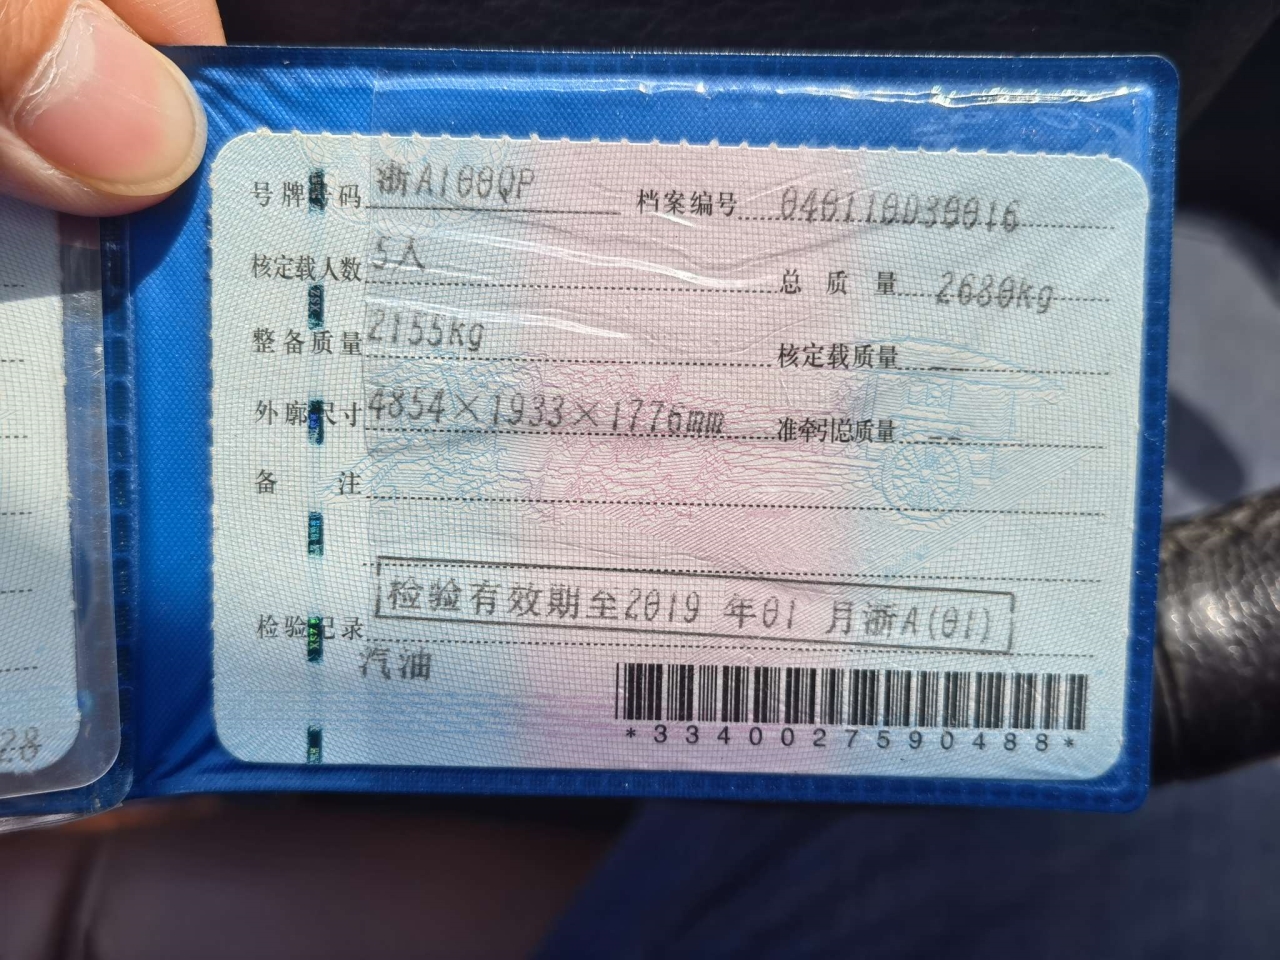 号牌号码 浙A100QP 档案编号 040110D30016
核定载人数 5人 总质量 2680kg
整备质量 2155kg 核定载质量 --
外廓尺寸 4854×1933×1776mm 准牵引总质量 --
备注
检验记录 检验有效期至2019 年01 月浙A(01)
汽油
*3340027590488*
28